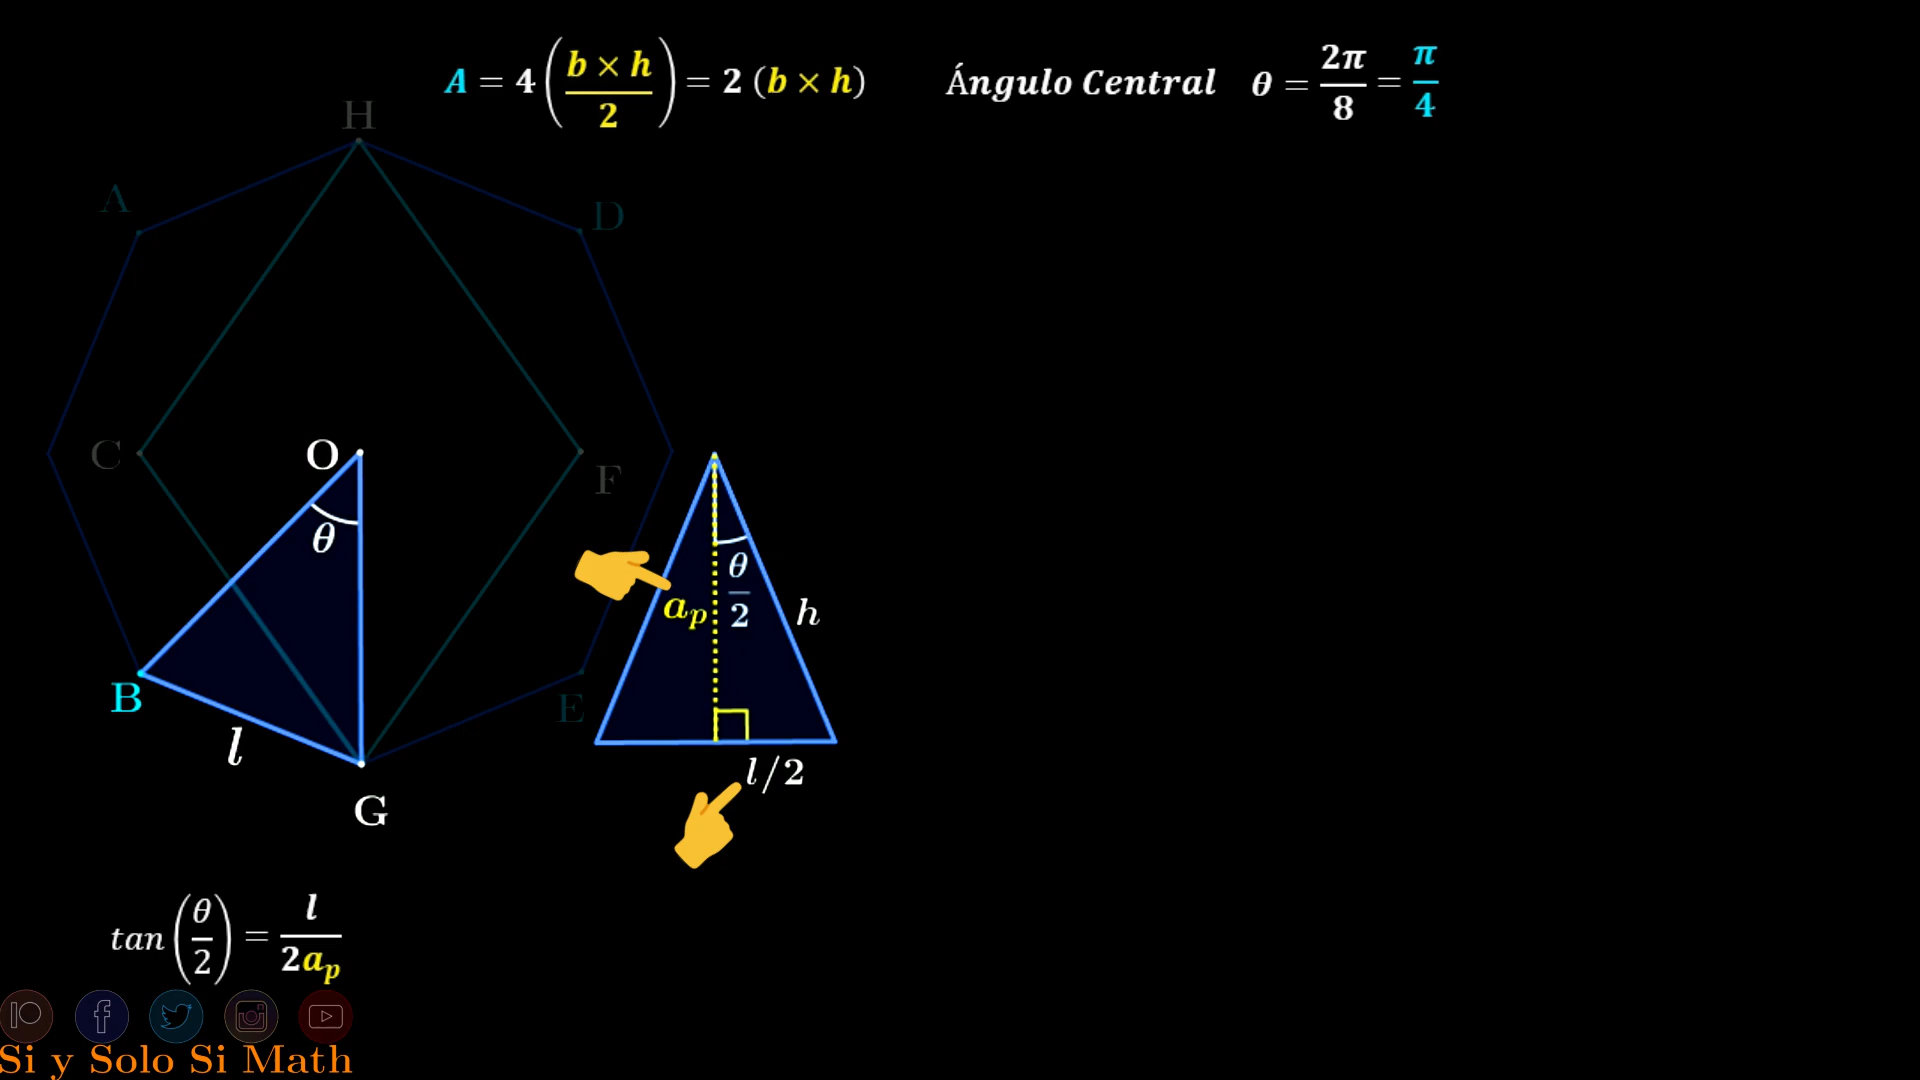 A = 4 (b × h / 2) = 2 (b × h)
Ángulo Central θ = 2π/8 = π/4
H
A
D
C
O
F
θ
θ/2
a_p
h
B
E
l
l/2
G
tan(θ/2) = l/2a_p
Si y Solo Si Math